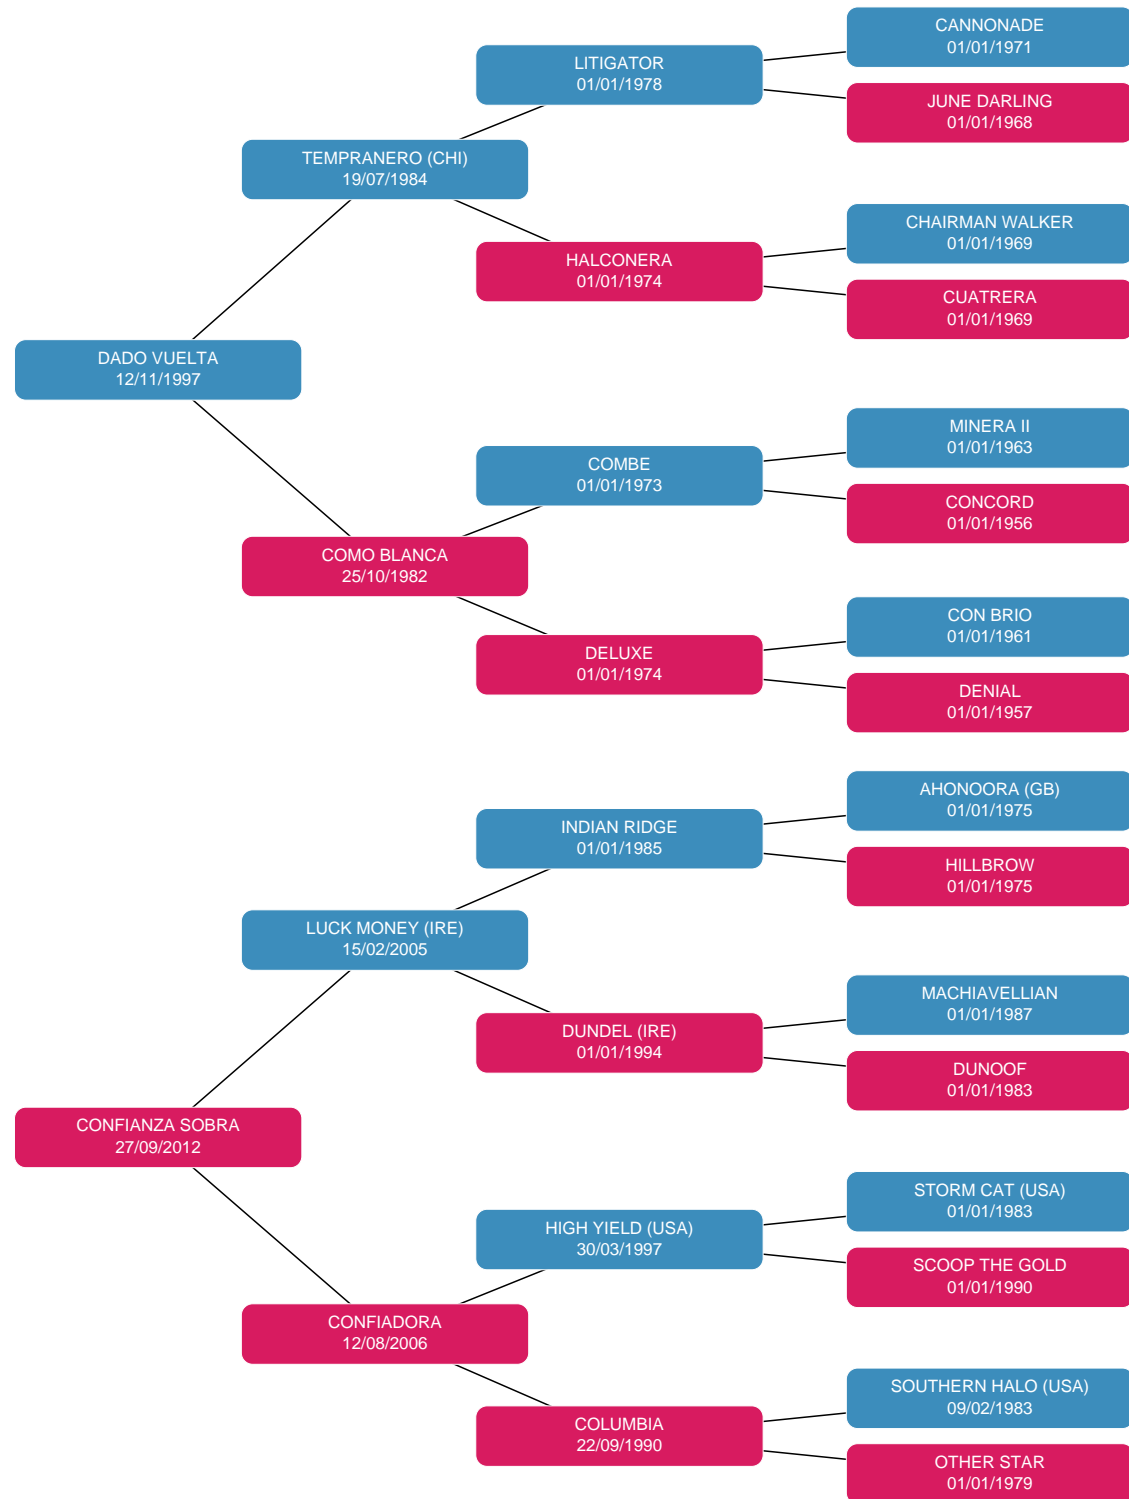 CANNONADE
01/01/1971
LITIGATOR
01/01/1978
JUNE DARLING
01/01/1968
TEMPRANERO (CHI)
19/07/1984
CHAIRMAN WALKER
01/01/1969
HALCONERA
01/01/1974
CUATRERA
01/01/1969
DADO VUELTA
12/11/1997
MINERA II
01/01/1963
COMBE
01/01/1973
CONCORD
01/01/1956
COMO BLANCA
25/10/1982
CON BRIO
01/01/1961
DELUXE
01/01/1974
DENIAL
01/01/1957
AHONOORA (GB)
01/01/1975
INDIAN RIDGE
01/01/1985
HILLBROW
01/01/1975
LUCK MONEY (IRE)
15/02/2005
MACHIAVELLIAN
01/01/1987
DUNDEL (IRE)
01/01/1994
DUNOOF
01/01/1983
CONFIANZA SOBRA
27/09/2012
STORM CAT (USA)
01/01/1983
HIGH YIELD (USA)
30/03/1997
SCOOP THE GOLD
01/01/1990
CONFIADORA
12/08/2006
SOUTHERN HALO (USA)
09/02/1983
COLUMBIA
22/09/1990
OTHER STAR
01/01/1979